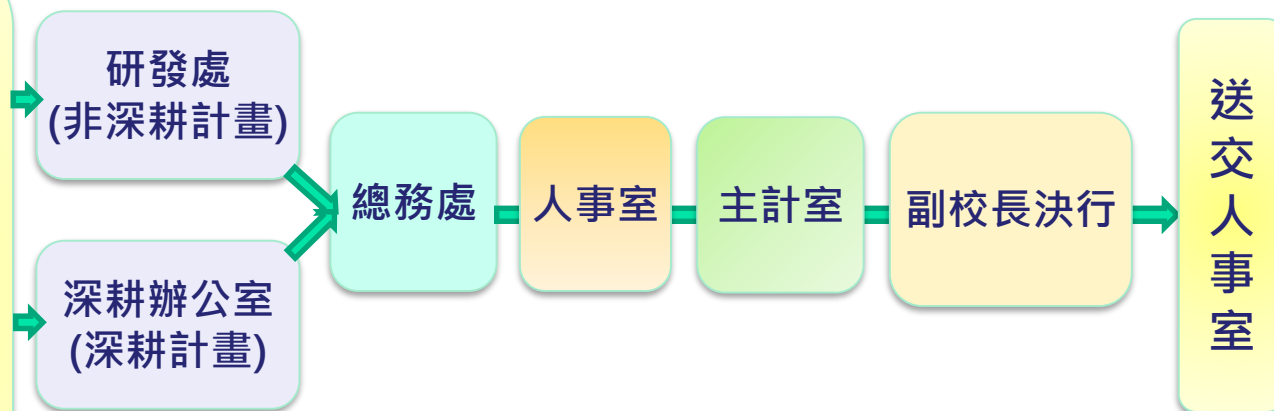 研發處
(非深耕計畫)
深耕辦公室
(深耕計畫)
總務處
人事室
主計室
副校長決行
送交人事室